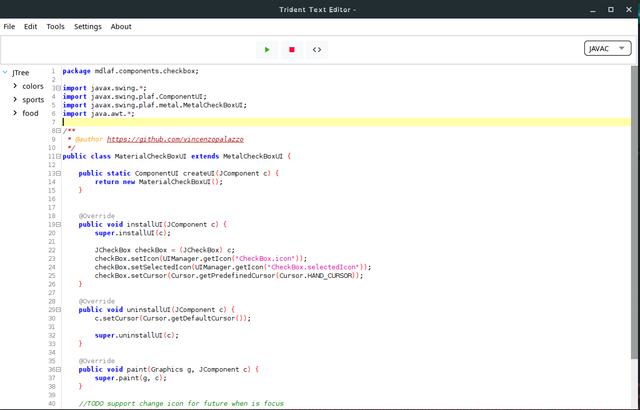 Trident Text Editor -
File Edit Tools Settings About
JAVAC
JTree
colors
sports
food
1 package mdlaf.components.checkbox;
2
3 import javax.swing.*;
4 import javax.swing.plaf.ComponentUI;
5 import javax.swing.plaf.metal.MetalCheckBoxUI;
6 import java.awt.*;
7
8 /**
9 * @author https://github.com/vincenzopalazzo
10 */
11 public class MaterialCheckBoxUI extends MetalCheckBoxUI {
12
13 public static ComponentUI createUI(JComponent c) {
14 return new MaterialCheckBoxUI();
15 }
16
17
18 @Override
19 public void installUI(JComponent c) {
20 super.installUI(c);
21
22 JCheckBox checkBox = (JCheckBox) c;
23 checkBox.setIcon(UIManager.getIcon("CheckBox.icon"));
24 checkBox.setSelectedIcon(UIManager.getIcon("CheckBox.selectedIcon"));
25 checkBox.setCursor(Cursor.getPredefinedCursor(Cursor.HAND_CURSOR));
26 }
27
28 @Override
29 public void uninstallUI(JComponent c) {
30 c.setCursor(Cursor.getDefaultCursor());
31
32 super.uninstallUI(c);
33 }
34
35 @Override
36 public void paint(Graphics g, JComponent c) {
37 super.paint(g, c);
38 }
39
40 //TODO support change icon for future when is focus